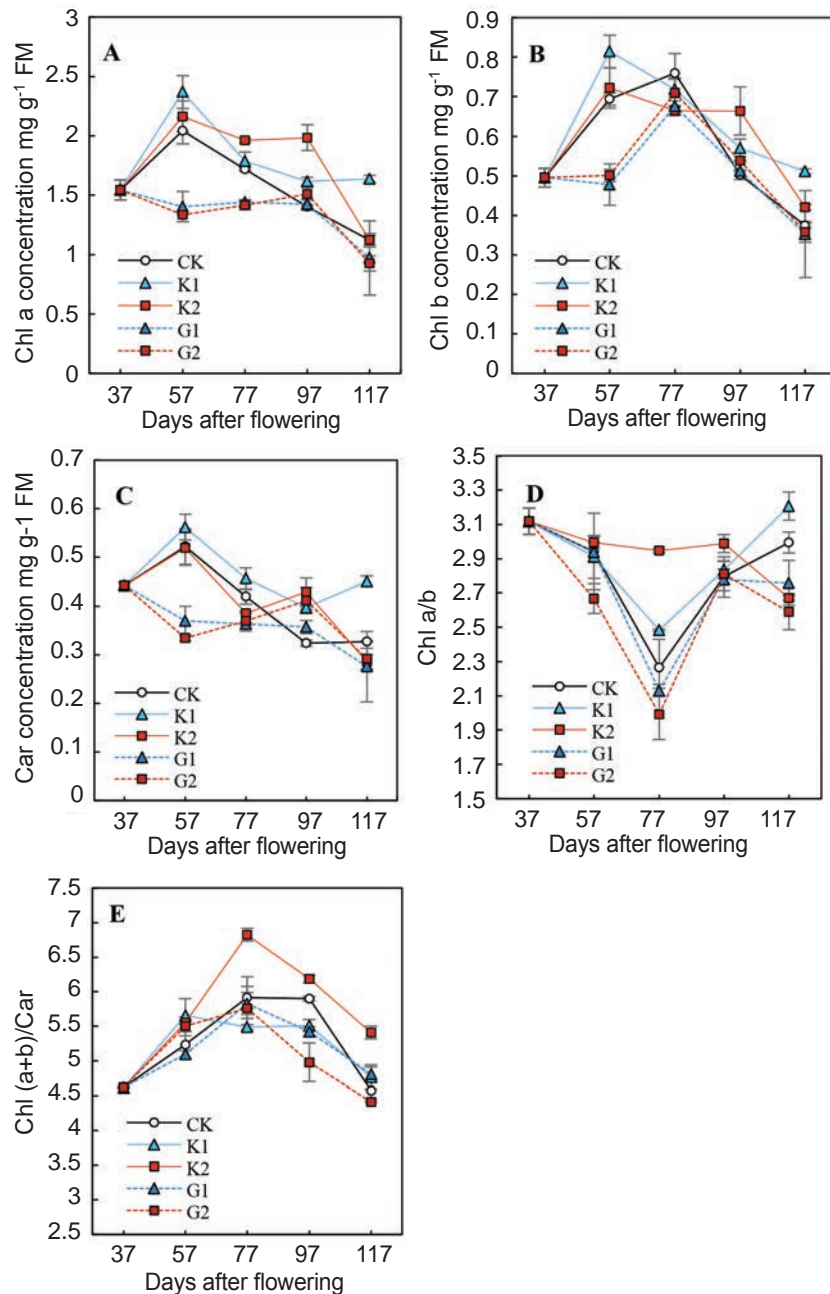 A
Chl a concentration mg g-1 FM
3
2.5
2
1.5
1
0.5
0
CK
K1
K2
G1
G2
37 57 77 97 117
Days after flowering
B
Chl b concentration mg g-1 FM
0.9
0.8
0.7
0.6
0.5
0.4
0.3
0.2
0.1
0
CK
K1
K2
G1
G2
37 57 77 97 117
Days after flowering
C
Car concentration mg g-1 FM
0.7
0.6
0.5
0.4
0.3
0.2
0.1
0
CK
K1
K2
G1
G2
37 57 77 97 117
Days after flowering
D
Chl a/b
3.5
3.3
3.1
2.9
2.7
2.5
2.3
2.1
1.9
1.7
1.5
CK
K1
K2
G1
G2
37 57 77 97 117
Days after flowering
E
Chl (a+b)/Car
7.5
7
6.5
6
5.5
5
4.5
4
3.5
3
2.5
CK
K1
K2
G1
G2
37 57 77 97 117
Days after flowering